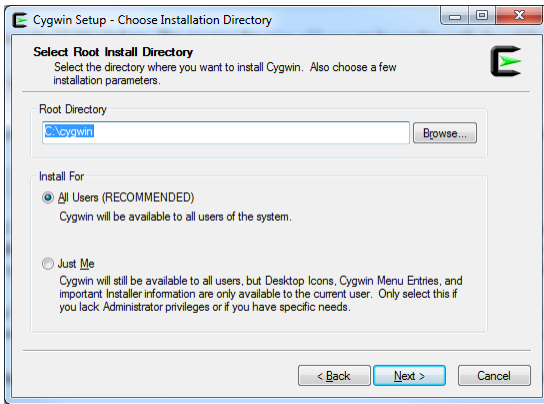 Cygwin Setup - Choose Installation Directory
Select Root Install Directory
Select the directory where you want to install Cygwin. Also choose a few
installation parameters.
Root Directory
C:\cygwin
Browse...
Install For
All Users (RECOMMENDED)
Cygwin will be available to all users of the system.
Just Me
Cygwin will still be available to all users, but Desktop Icons, Cygwin Menu Entries, and
important Installer information are only available to the current user. Only select this if
you lack Administrator privileges or if you have specific needs.
< Back
Next >
Cancel